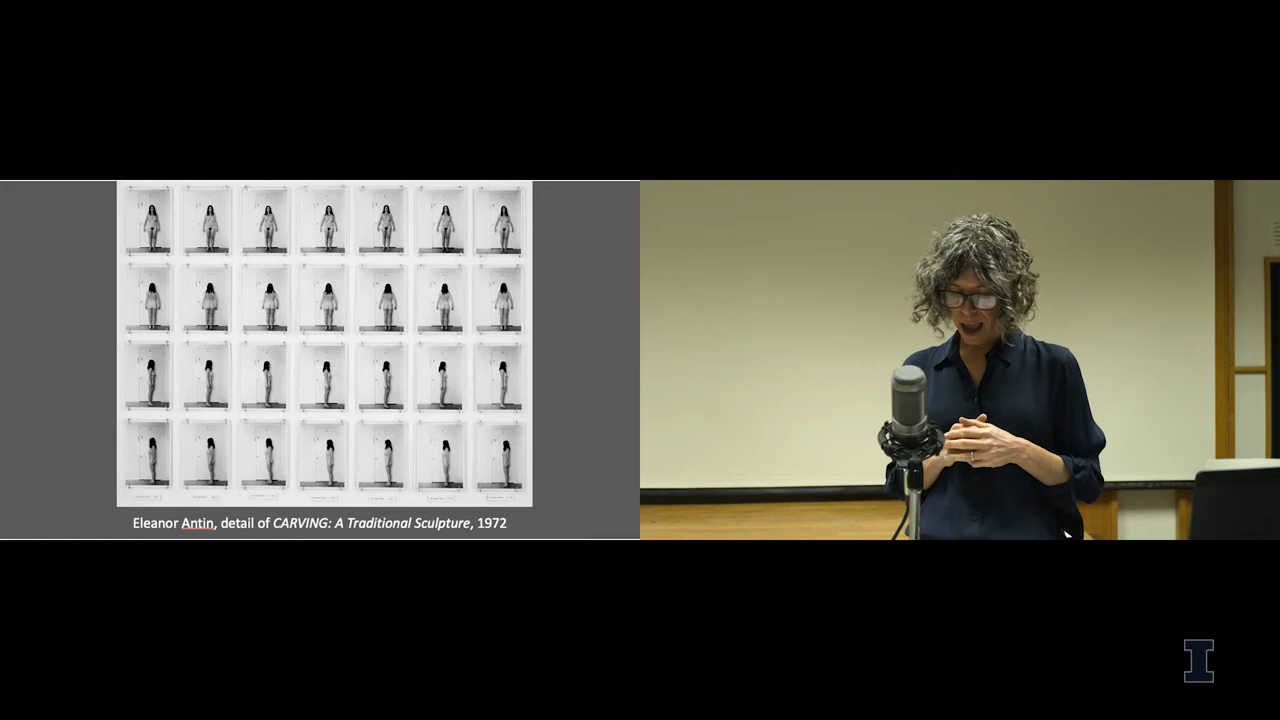 Eleanor Antin, detail of CARVING: A Traditional Sculpture, 1972
I